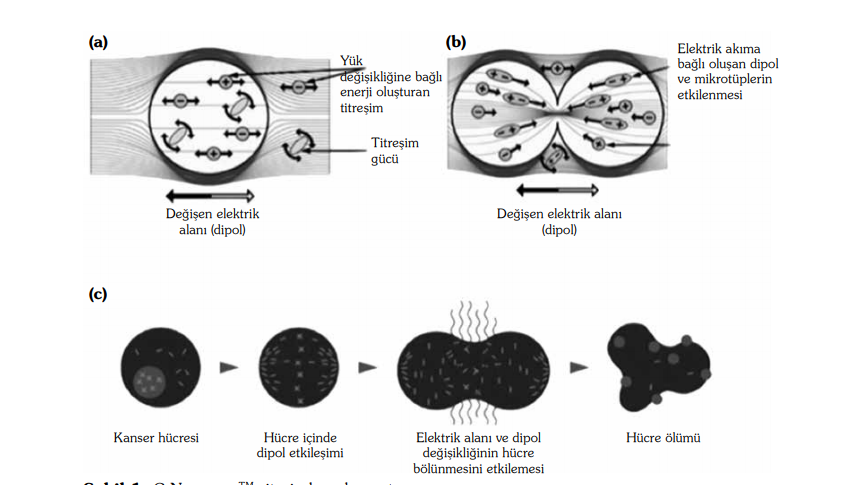 (a)
Yük
değişikliğine bağlı
enerji oluşturan
titreşim
Titreşim
gücü
Değişen elektrik
alanı (dipol)
(b)
Elektrik akıma
bağlı oluşan dipol
ve mikrotüplerin
etkilenmesi
Değişen elektrik alanı
(dipol)
(c)
Kanser hücresi
Hücre içinde
dipol etkileşimi
Elektrik alanı ve dipol
değişikliğinin hücre
bölünmesini etkilemesi
Hücre ölümü